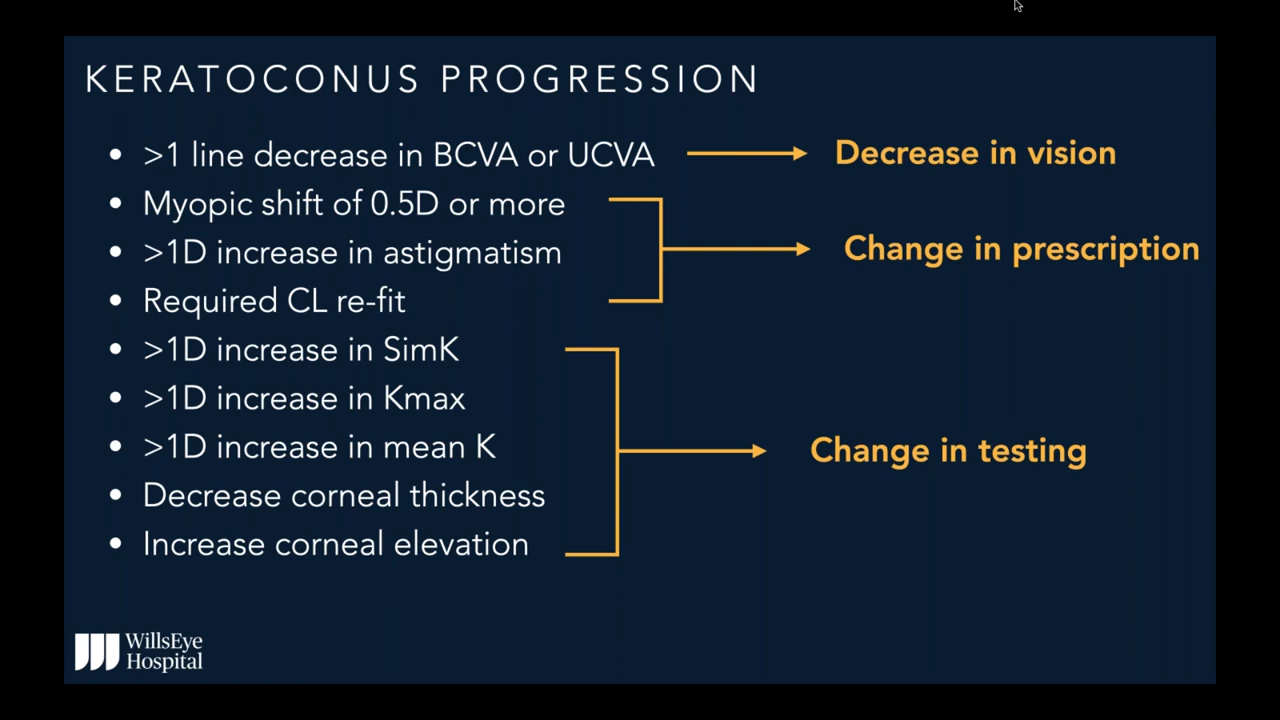 KERATOCONUS PROGRESSION
• >1 line decrease in BCVA or UCVA
Decrease in vision
• Myopic shift of 0.5D or more
• >1D increase in astigmatism
• Required CL re-fit
Change in prescription
• >1D increase in SimK
• >1D increase in Kmax
• >1D increase in mean K
• Decrease corneal thickness
• Increase corneal elevation
Change in testing
WillsEye
Hospital